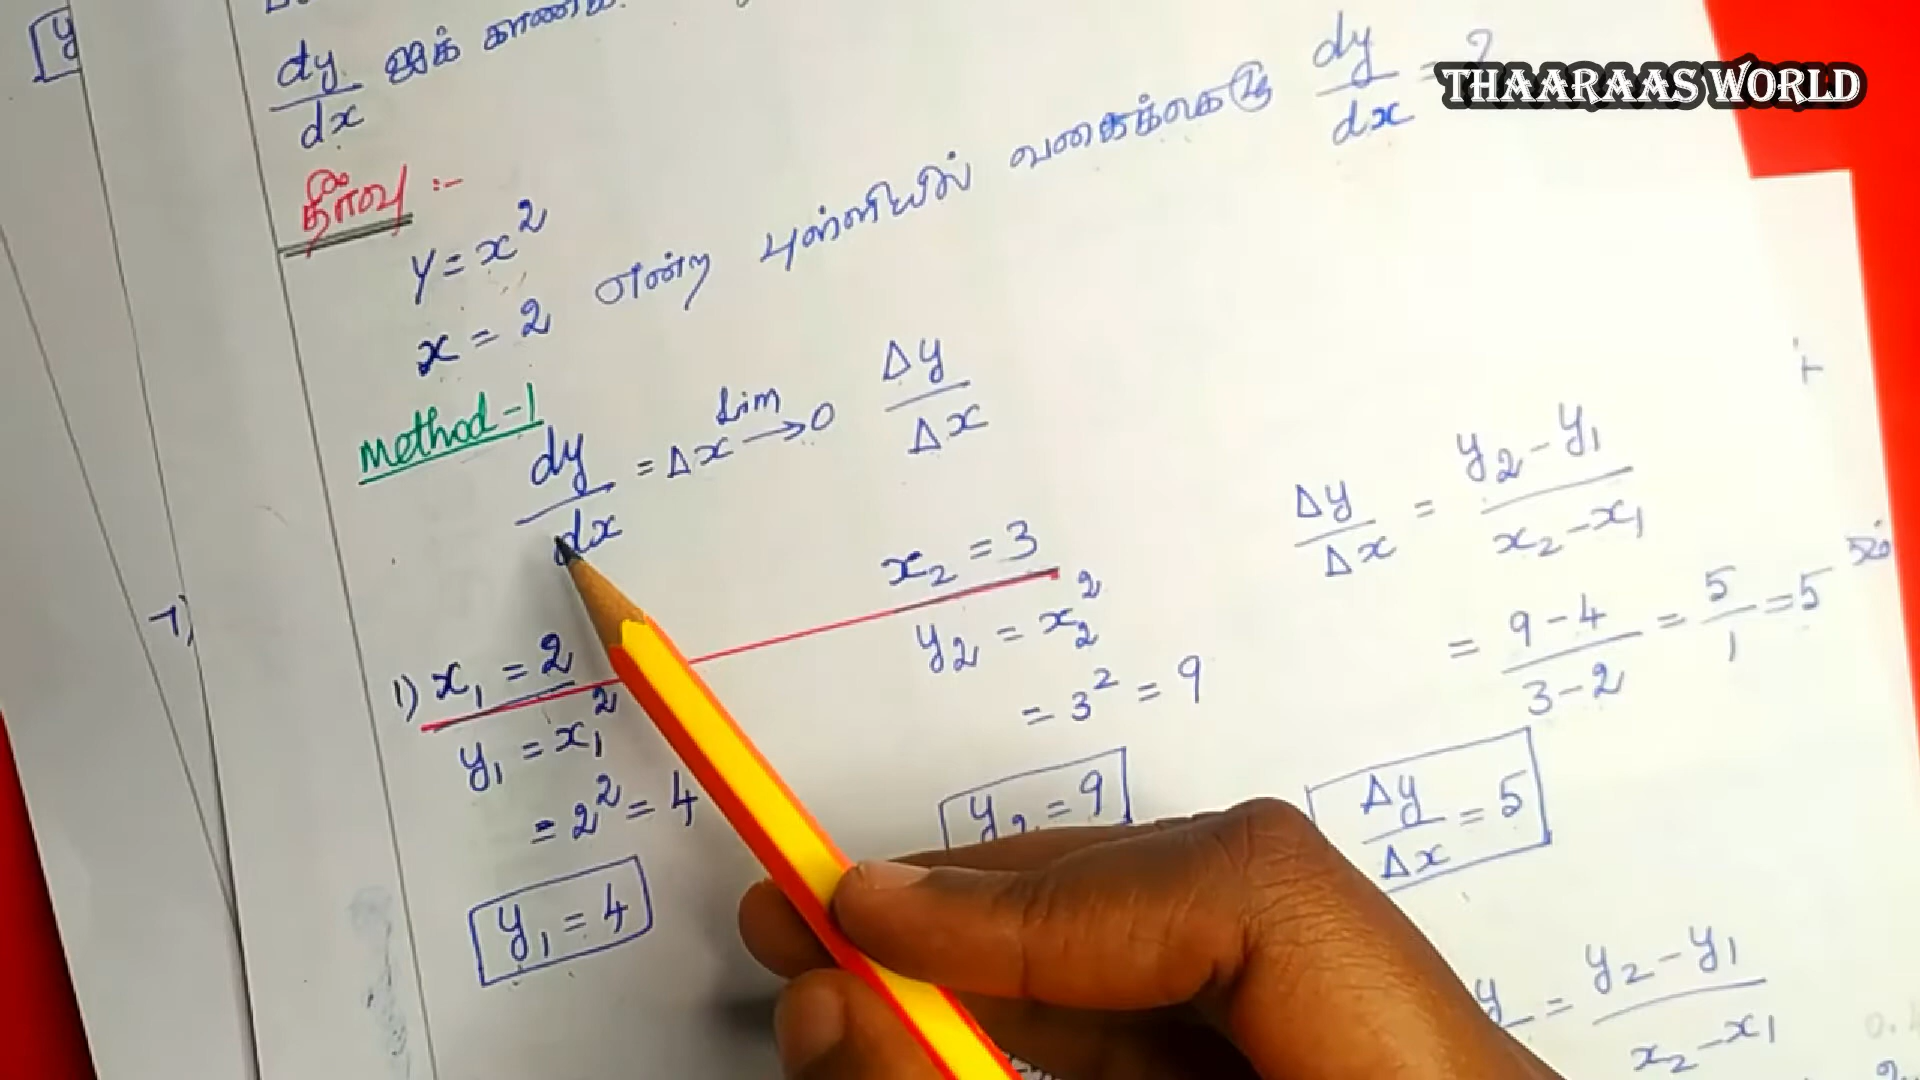 THAARAAS WORLD
dy/dx ஐக் காண்க.
தீர்வு :-
y = x²
x = 2 என்ற புள்ளியில் வகைக்கெழு dy/dx = ?
Method-1
dy/dx = Lim Δx→0 Δy/Δx
1) x₁ = 2
y₁ = x₁²
= 2² = 4
y₁ = 4
x₂ = 3
y₂ = x₂²
= 3² = 9
y₂ = 9
Δy/Δx = (y₂ - y₁)/(x₂ - x₁)
= (9 - 4)/(3 - 2) = 5/1 = 5
Δy/Δx = 5
y = (y₂ - y₁)/(x₂ - x₁)